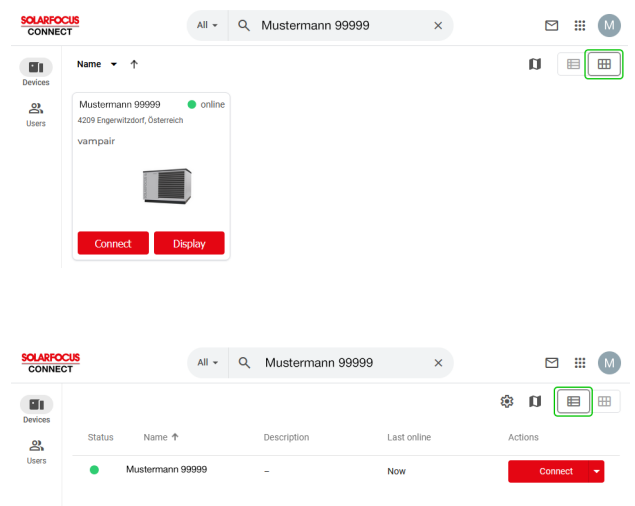 SOLARFOCUS
CONNECT
All
Mustermann 99999
×
M
Devices
Users
Name
Mustermann 99999 online
4209 Engerwitzdorf, Österreich
vampair
Connect Display
SOLARFOCUS
CONNECT
All
Mustermann 99999
×
M
Devices
Users
Status Name Description Last online Actions
Mustermann 99999 – Now Connect